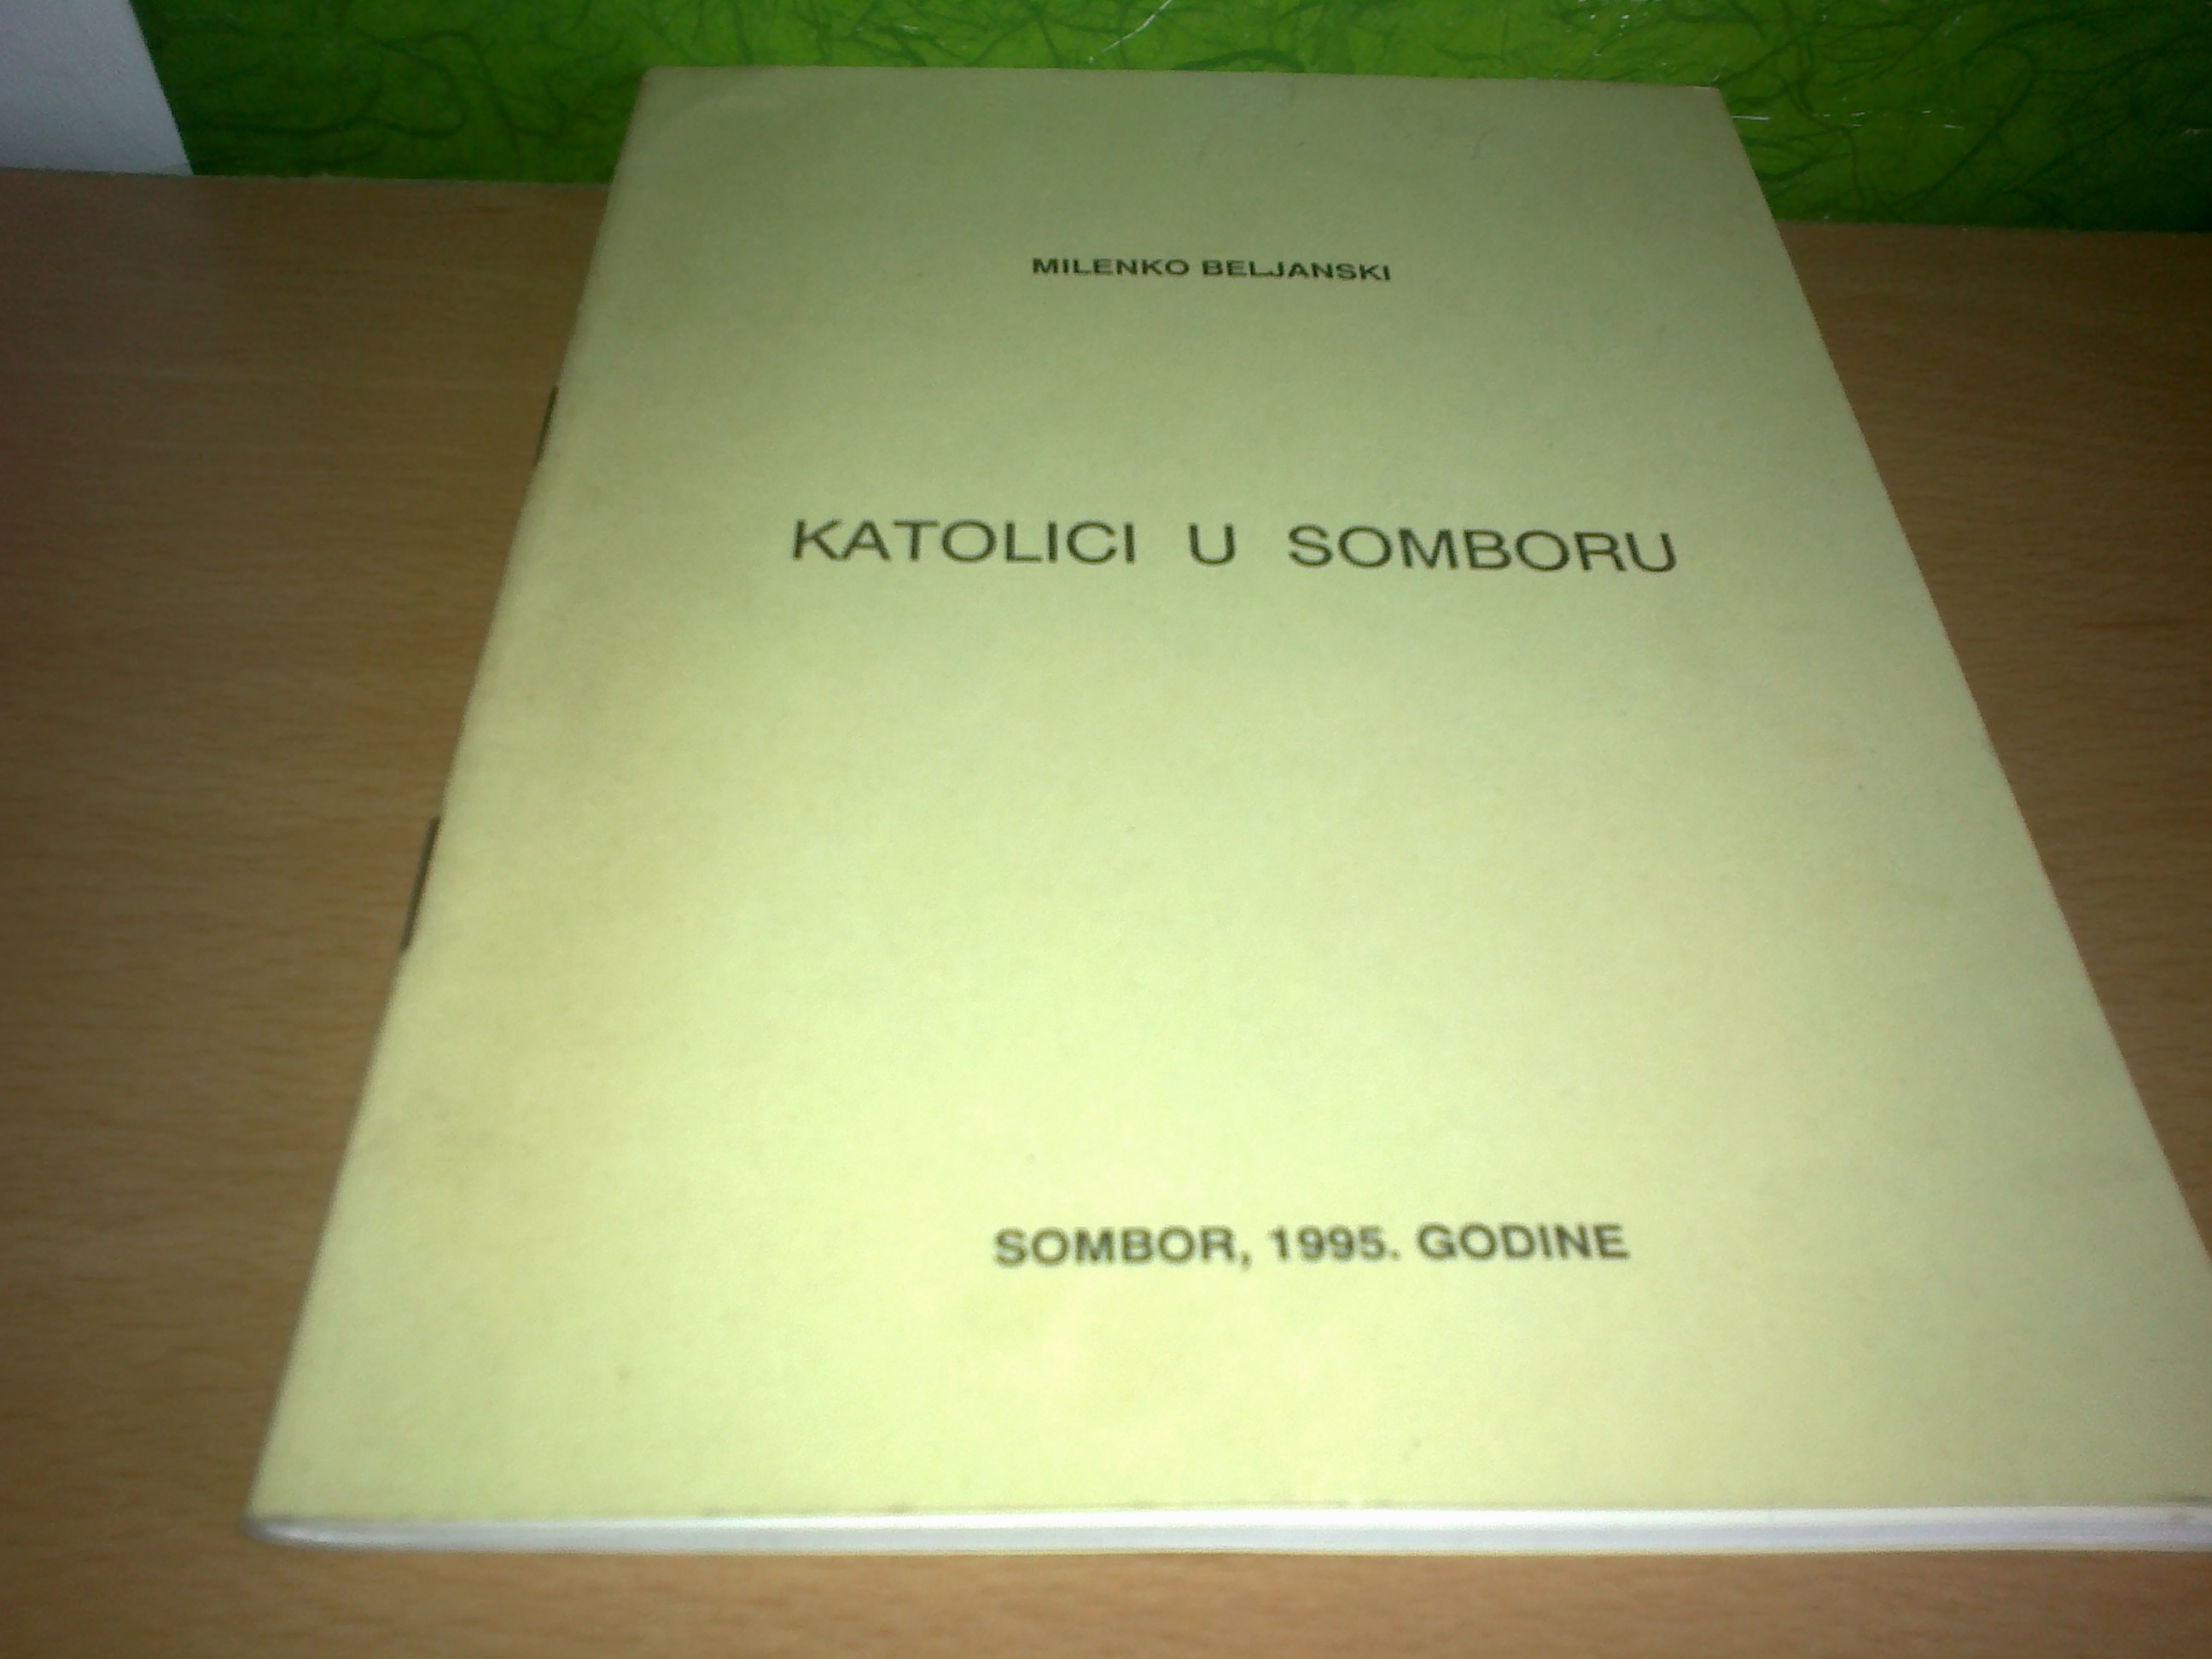 MILENKO BELJANSKI
KATOLICI U SOMBORU
SOMBOR, 1995. GODINE